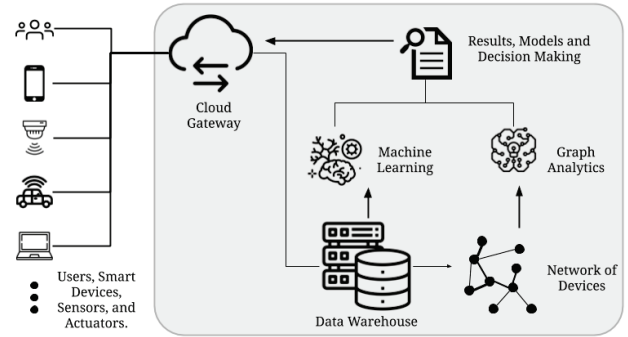 Results, Models and
Decision Making
Cloud
Gateway
Machine
Learning
Graph
Analytics
Users, Smart
Devices,
Sensors, and
Actuators.
Network of
Devices
Data Warehouse